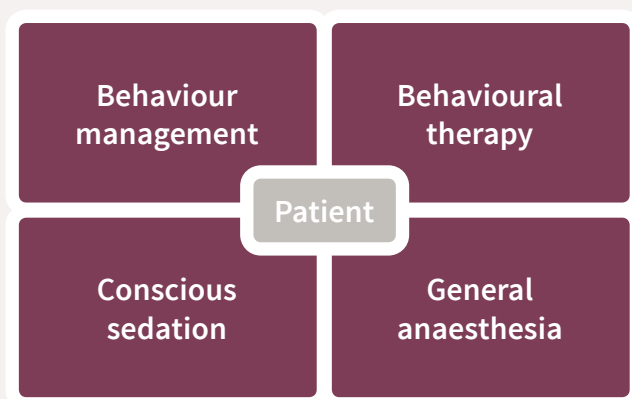 Behaviour
management
Behavioural
therapy
Patient
Conscious
sedation
General
anaesthesia